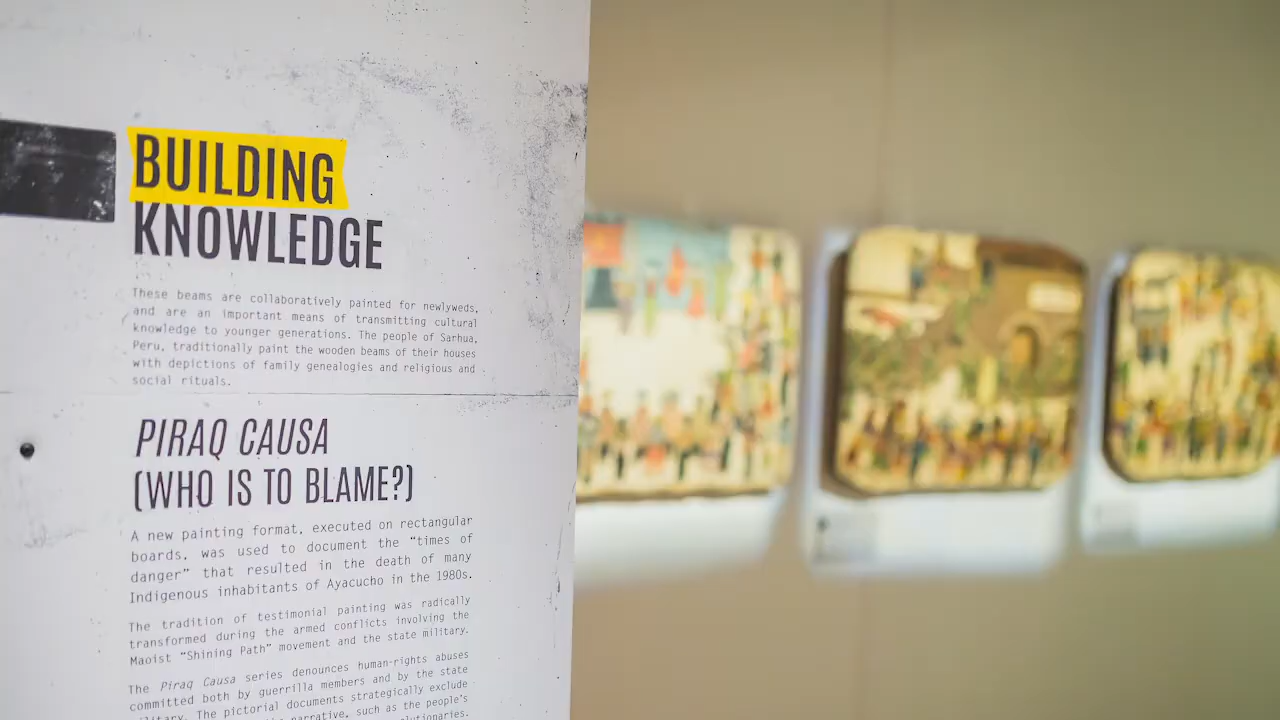 BUILDING
KNOWLEDGE
These beams are collaboratively painted for newlyweds,
and are an important means of transmitting cultural
knowledge to younger generations. The people of Sarhua,
Peru, traditionally paint the wooden beams of their houses
with depictions of family genealogies and religious and
social rituals.
PIRAQ CAUSA
(WHO IS TO BLAME?)
A new painting format, executed on rectangular
boards, was used to document the “times of
danger” that resulted in the death of many
Indigenous inhabitants of Ayacucho in the 1980s.
The tradition of testimonial painting was radically
transformed during the armed conflicts involving the
Maoist “Shining Path” movement and the state military.
The Piraq Causa series denounces human-rights abuses
committed both by guerrilla members and by the state
The pictorial documents strategically exclude
narrative, such as the people’s